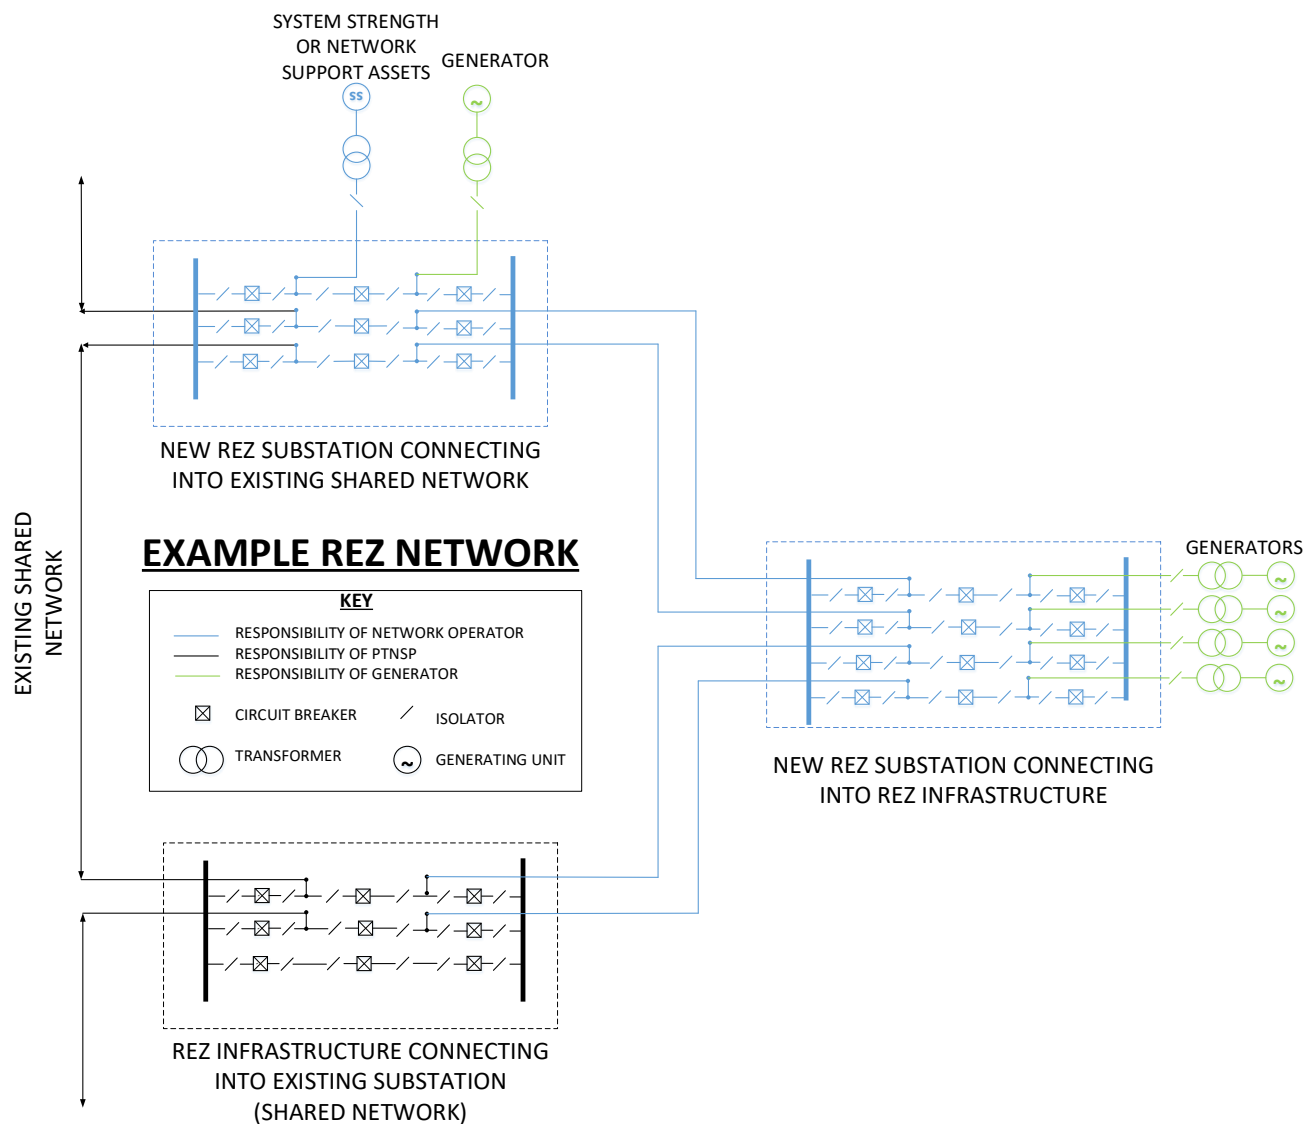 SYSTEM STRENGTH
OR NETWORK
SUPPORT ASSETS
GENERATOR
SS
~
NEW REZ SUBSTATION CONNECTING
INTO EXISTING SHARED NETWORK
EXISTING SHARED
NETWORK
EXAMPLE REZ NETWORK
KEY
RESPONSIBILITY OF NETWORK OPERATOR
RESPONSIBILITY OF PTNSP
RESPONSIBILITY OF GENERATOR
CIRCUIT BREAKER
ISOLATOR
TRANSFORMER
~
GENERATING UNIT
GENERATORS
~
~
~
~
NEW REZ SUBSTATION CONNECTING
INTO REZ INFRASTRUCTURE
REZ INFRASTRUCTURE CONNECTING
INTO EXISTING SUBSTATION
(SHARED NETWORK)